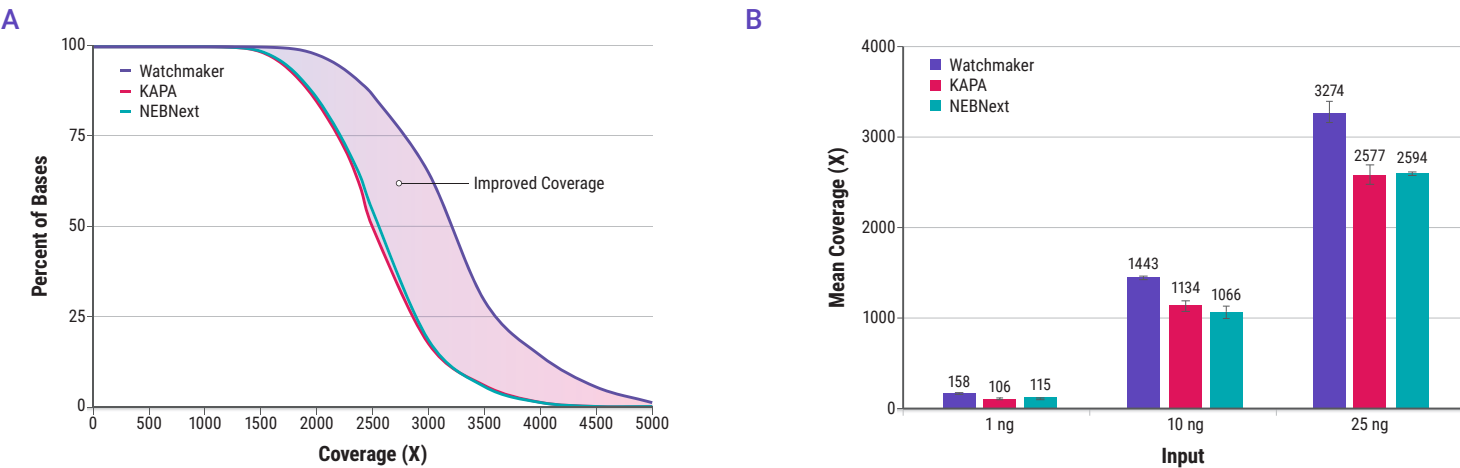 A
100
75
50
25
0
Percent of Bases
Watchmaker
KAPA
NEBNext
Improved Coverage
0 500 1000 1500 2000 2500 3000 3500 4000 4500 5000
Coverage (X)
B
4000
3000
2000
1000
0
Mean Coverage (X)
Watchmaker
KAPA
NEBNext
158 106 115
1443 1134 1066
3274 2577 2594
1 ng 10 ng 25 ng
Input